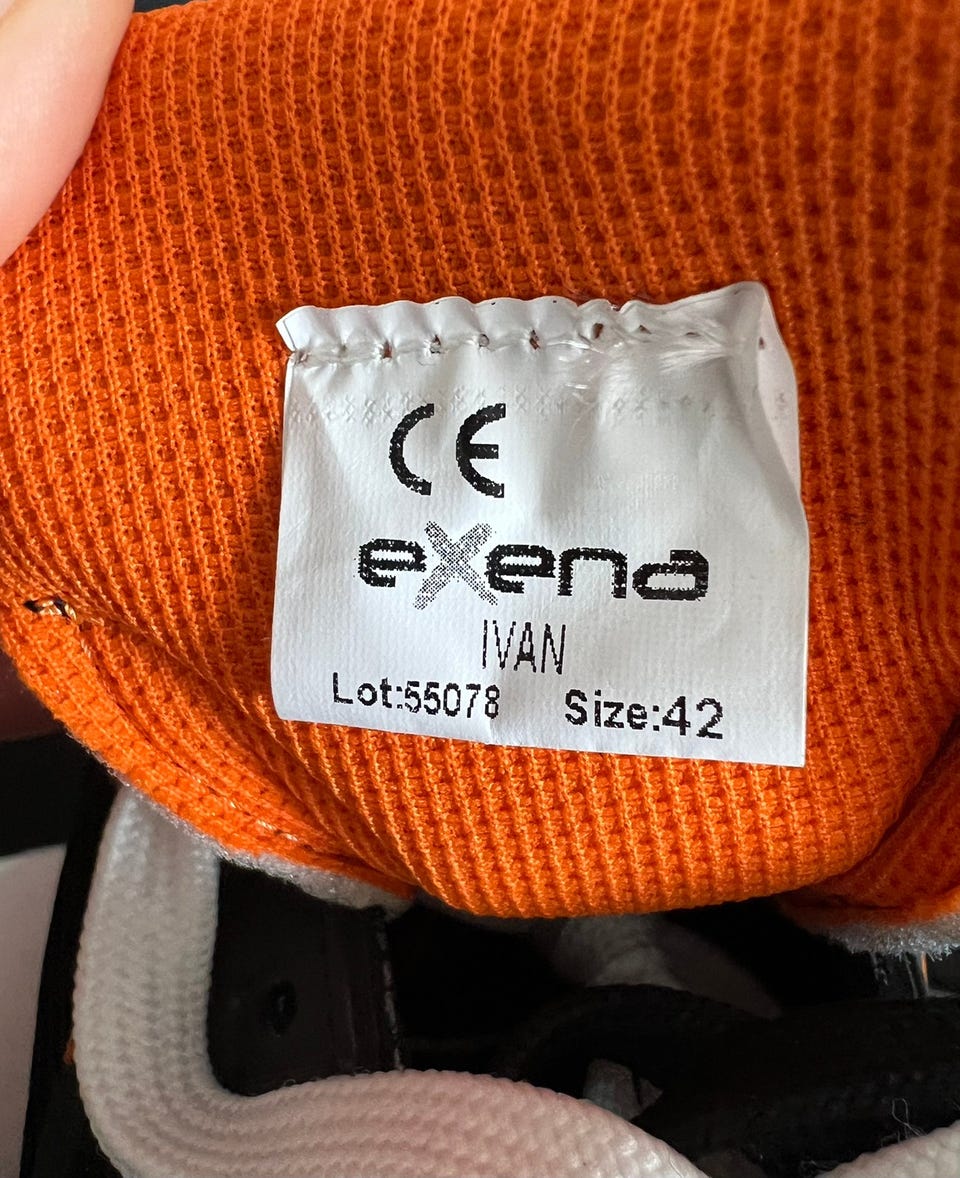 CE
exena
IVAN
Lot:55078 Size:42